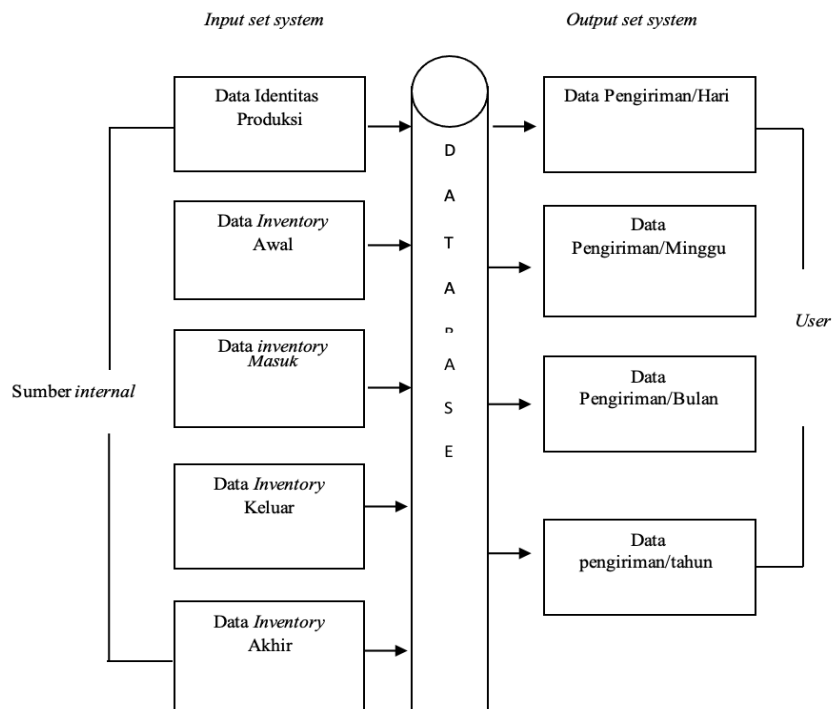 Input set system
Output set system
Data Identitas
Produksi
Data Inventory
Awal
Data inventory
Masuk
Sumber internal
Data Inventory
Keluar
Data Inventory
Akhir
D
A
T
A
B
A
S
E
Data Pengiriman/Hari
Data
Pengiriman/Minggu
User
Data
Pengiriman/Bulan
Data
pengiriman/tahun